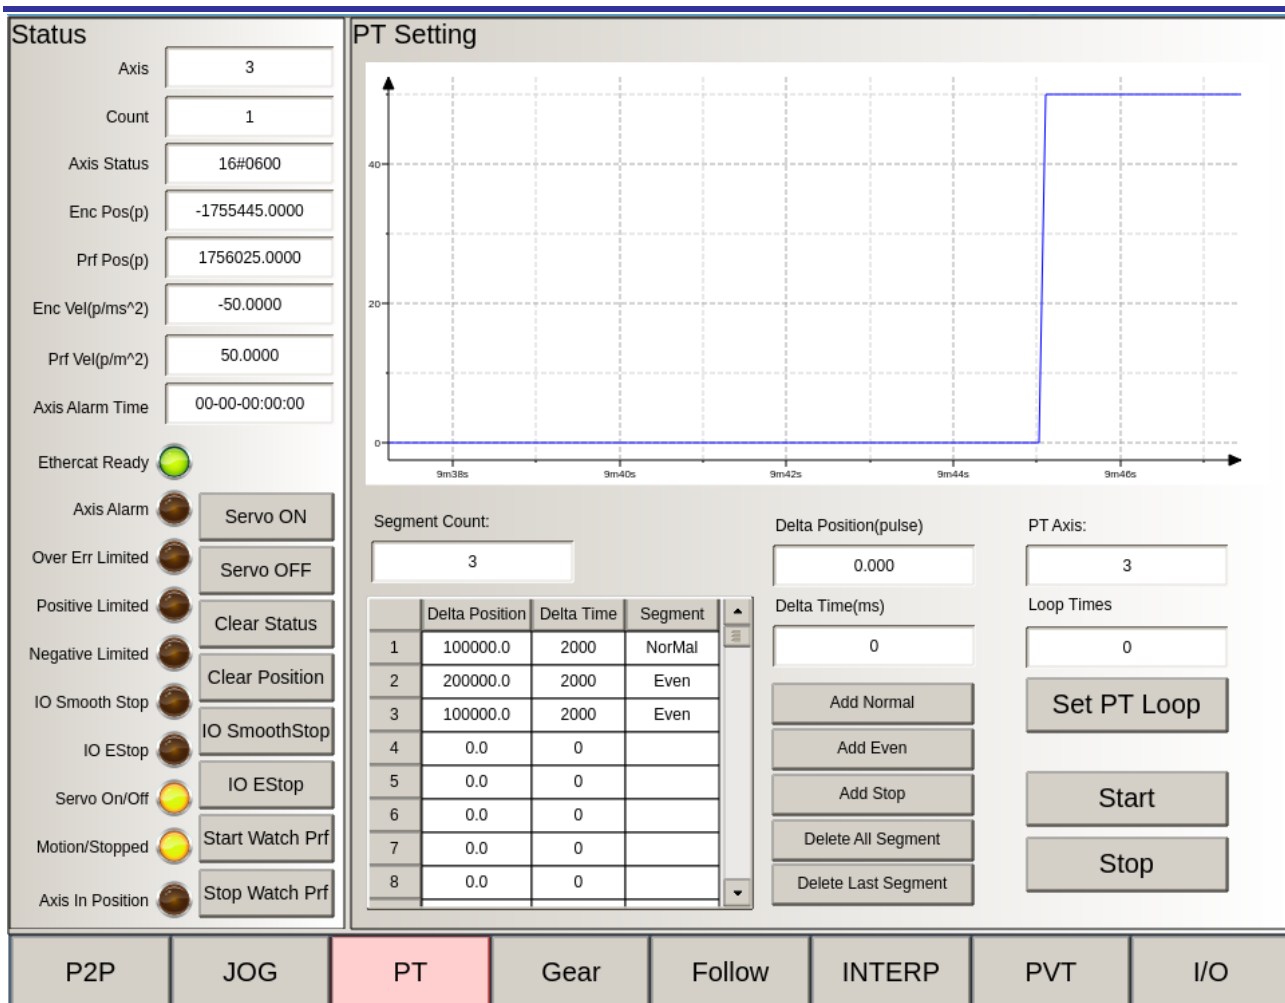 Status
Axis 3
Count 1
Axis Status 16#0600
Enc Pos(p) -1755445.0000
Prf Pos(p) 1756025.0000
Enc Vel(p/ms^2) -50.0000
Prf Vel(p/m^2) 50.0000
Axis Alarm Time 00-00-00:00:00
Ethercat Ready
Axis Alarm
Over Err Limited
Positive Limited
Negative Limited
IO Smooth Stop
IO EStop
Servo On/Off
Motion/Stopped
Axis In Position
Servo ON
Servo OFF
Clear Status
Clear Position
IO SmoothStop
IO EStop
Start Watch Prf
Stop Watch Prf
PT Setting
40
20
0
9m38s 9m40s 9m42s 9m44s 9m46s
Segment Count:
3
Delta Position Delta Time Segment
1 100000.0 2000 NorMal
2 200000.0 2000 Even
3 100000.0 2000 Even
4 0.0 0
5 0.0 0
6 0.0 0
7 0.0 0
8 0.0 0
Delta Position(pulse)
0.000
Delta Time(ms)
0
Add Normal
Add Even
Add Stop
Delete All Segment
Delete Last Segment
PT Axis:
3
Loop Times
0
Set PT Loop
Start
Stop
P2P JOG PT Gear Follow INTERP PVT I/O